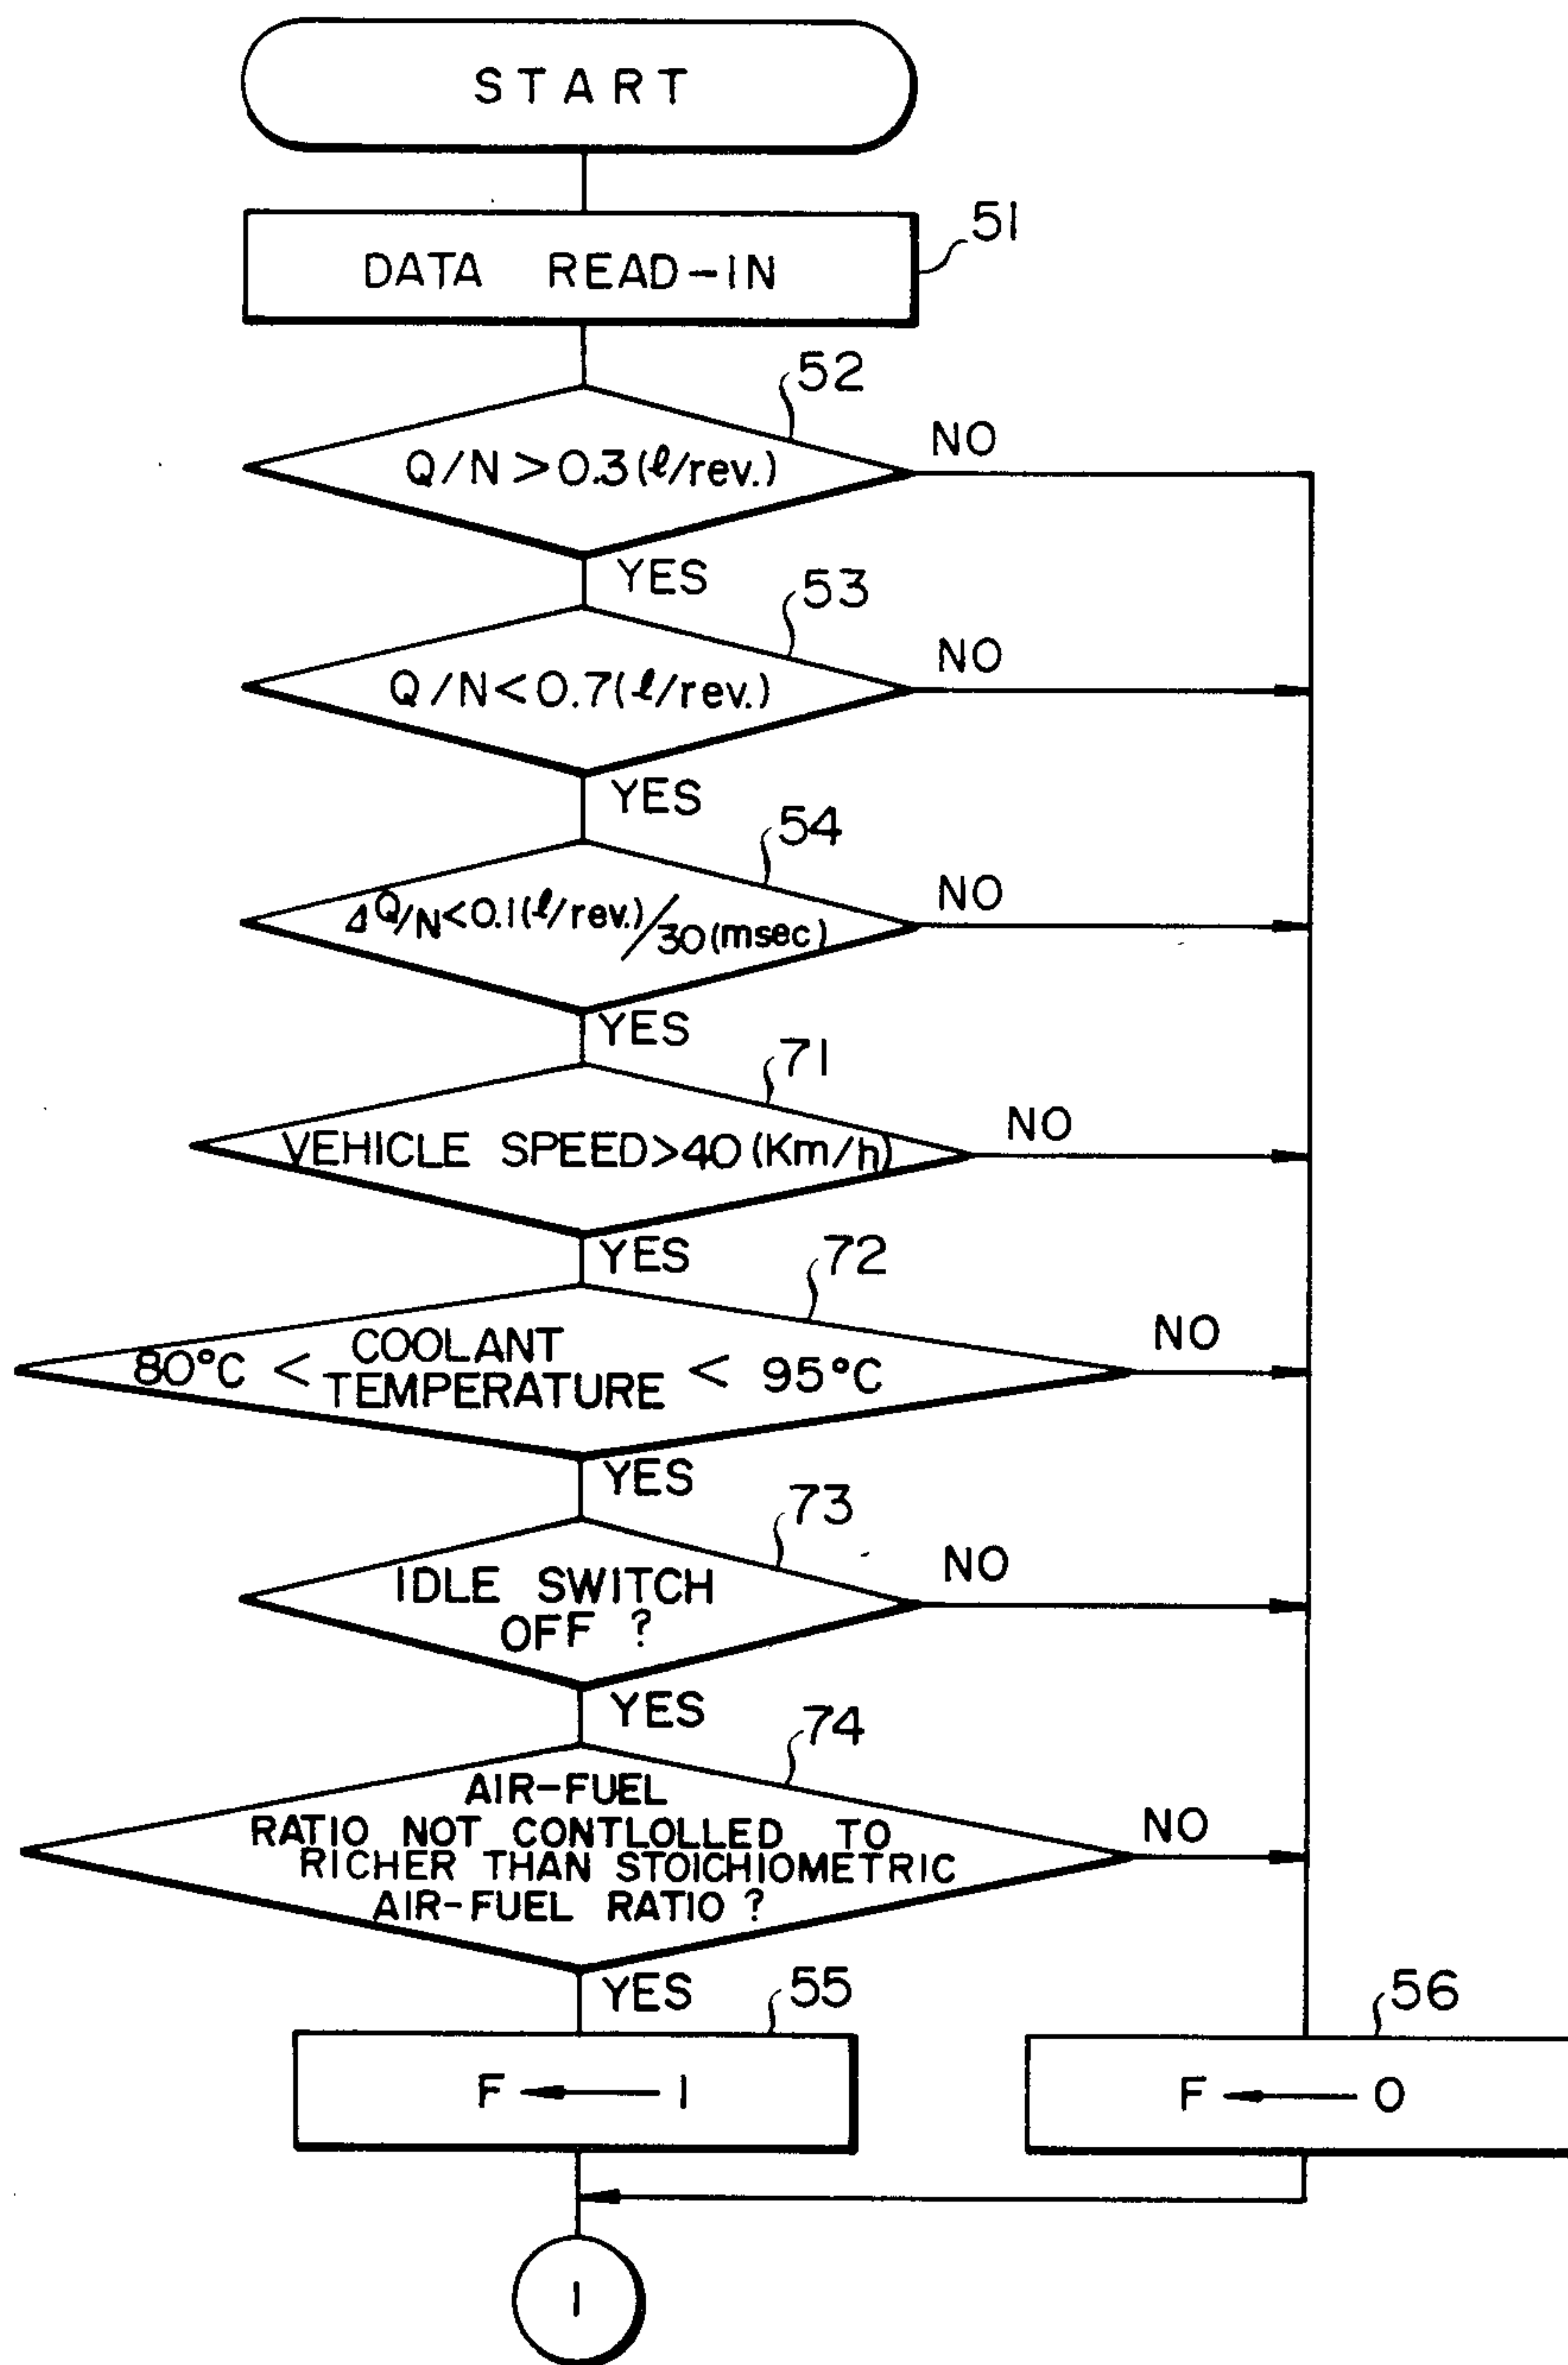 START
51
DATA READ-IN
52
Q/N > 0.3 (ℓ/rev.)
NO
YES
53
Q/N < 0.7 (ℓ/rev.)
NO
YES
54
ΔQ/N < 0.1 (ℓ/rev.)/30 (msec)
NO
YES
71
VEHICLE SPEED > 40 (Km/h)
NO
YES
72
80°C < COOLANT
TEMPERATURE < 95°C
NO
YES
73
IDLE SWITCH
OFF ?
NO
YES
74
AIR-FUEL
RATIO NOT CONTLOLLED TO
RICHER THAN STOICHIOMETRIC
AIR-FUEL RATIO ?
NO
YES
55
F ← 1
56
F ← 0
1